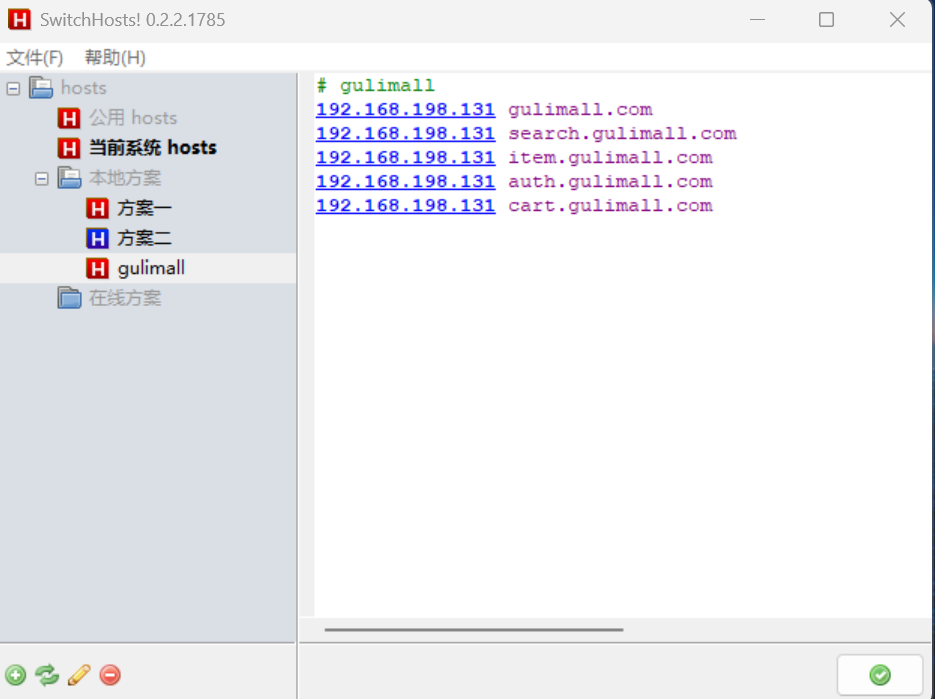 SwitchHosts! 0.2.2.1785
文件(F) 帮助(H)
hosts
公用 hosts
当前系统 hosts
本地方案
方案一
方案二
gulimall
在线方案
# gulimall
192.168.198.131 gulimall.com
192.168.198.131 search.gulimall.com
192.168.198.131 item.gulimall.com
192.168.198.131 auth.gulimall.com
192.168.198.131 cart.gulimall.com